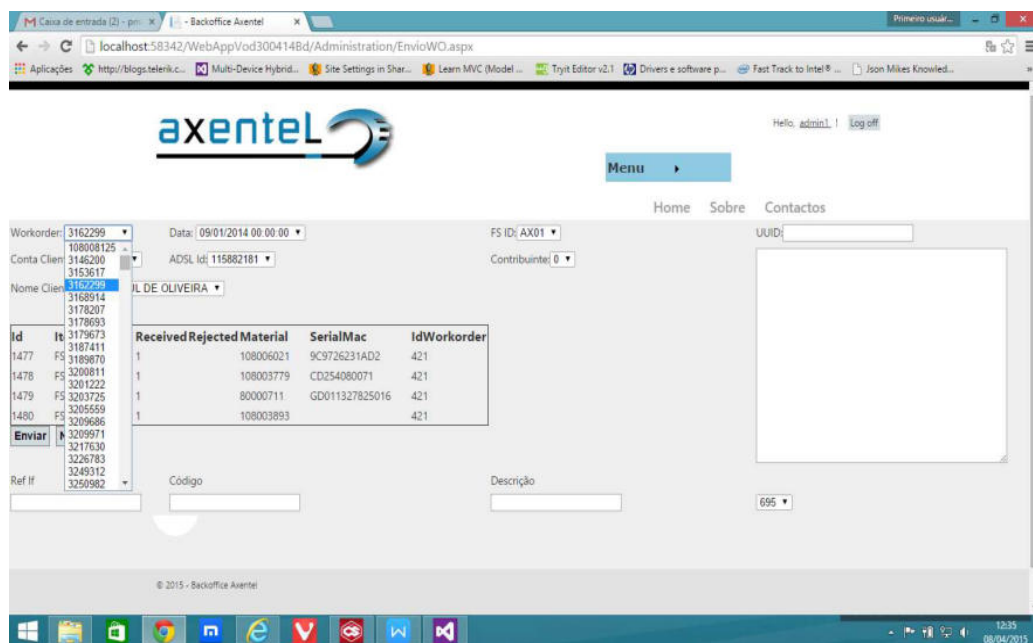 Caixa de entrada (2) - pm
- Backoffice Axentel
Primeiro usuár...
localhost:58342/WebAppVod300414Bd/Administration/EnvioWO.aspx
Aplicações http://blogs.telerik.c... Multi-Device Hybrid... Site Settings in Shar... Learn MVC (Model ... Tryit Editor v2.1 Drivers e software p... Fast Track to Intel® ... Json Mikes Knowled...
axentel
Hello, admin1, ! Log off
Menu
Home Sobre Contactos
Workorder: 3162299 Data: 09/01/2014 00:00:00 FS ID: AX01 UUID:
Conta Clien ADSL Id: 115882181 Contribuinte: 0
Nome Clien UL DE OLIVEIRA
108008125
3146200
3153617
3162299
3168914
3178207
3178693
3179673
3187411
3189870
3200811
3201222
3203725
3205559
3209686
3209971
3217630
3226783
3249312
3250982
Id It Received Rejected Material SerialMac IdWorkorder
1477 FS 1 108006021 9C9726231AD2 421
1478 FS 1 108003779 CD254080071 421
1479 FS 1 80000711 GD011327825016 421
1480 FS 1 108003893 421
Enviar N
Ref If Código Descrição
695
© 2015 - Backoffice Axentel
12:35
08/04/2015